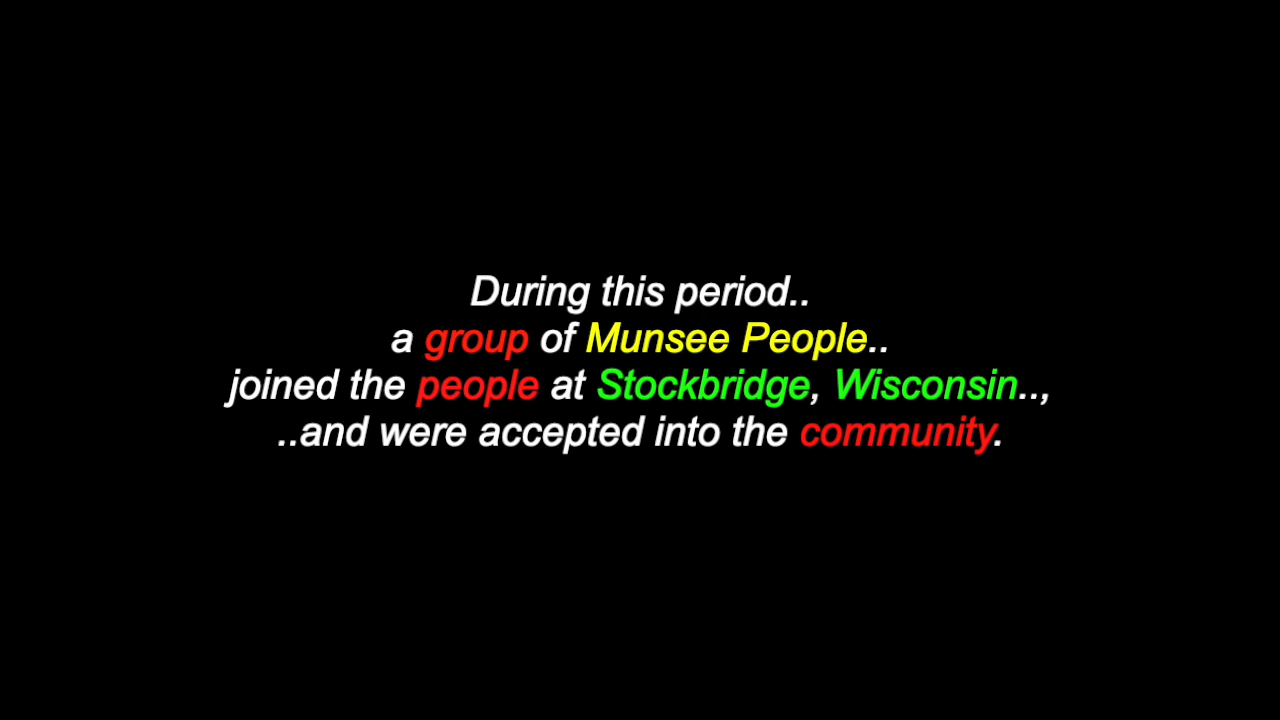 During this period..
a group of Munsee People..
joined the people at Stockbridge, Wisconsin..,
..and were accepted into the community.